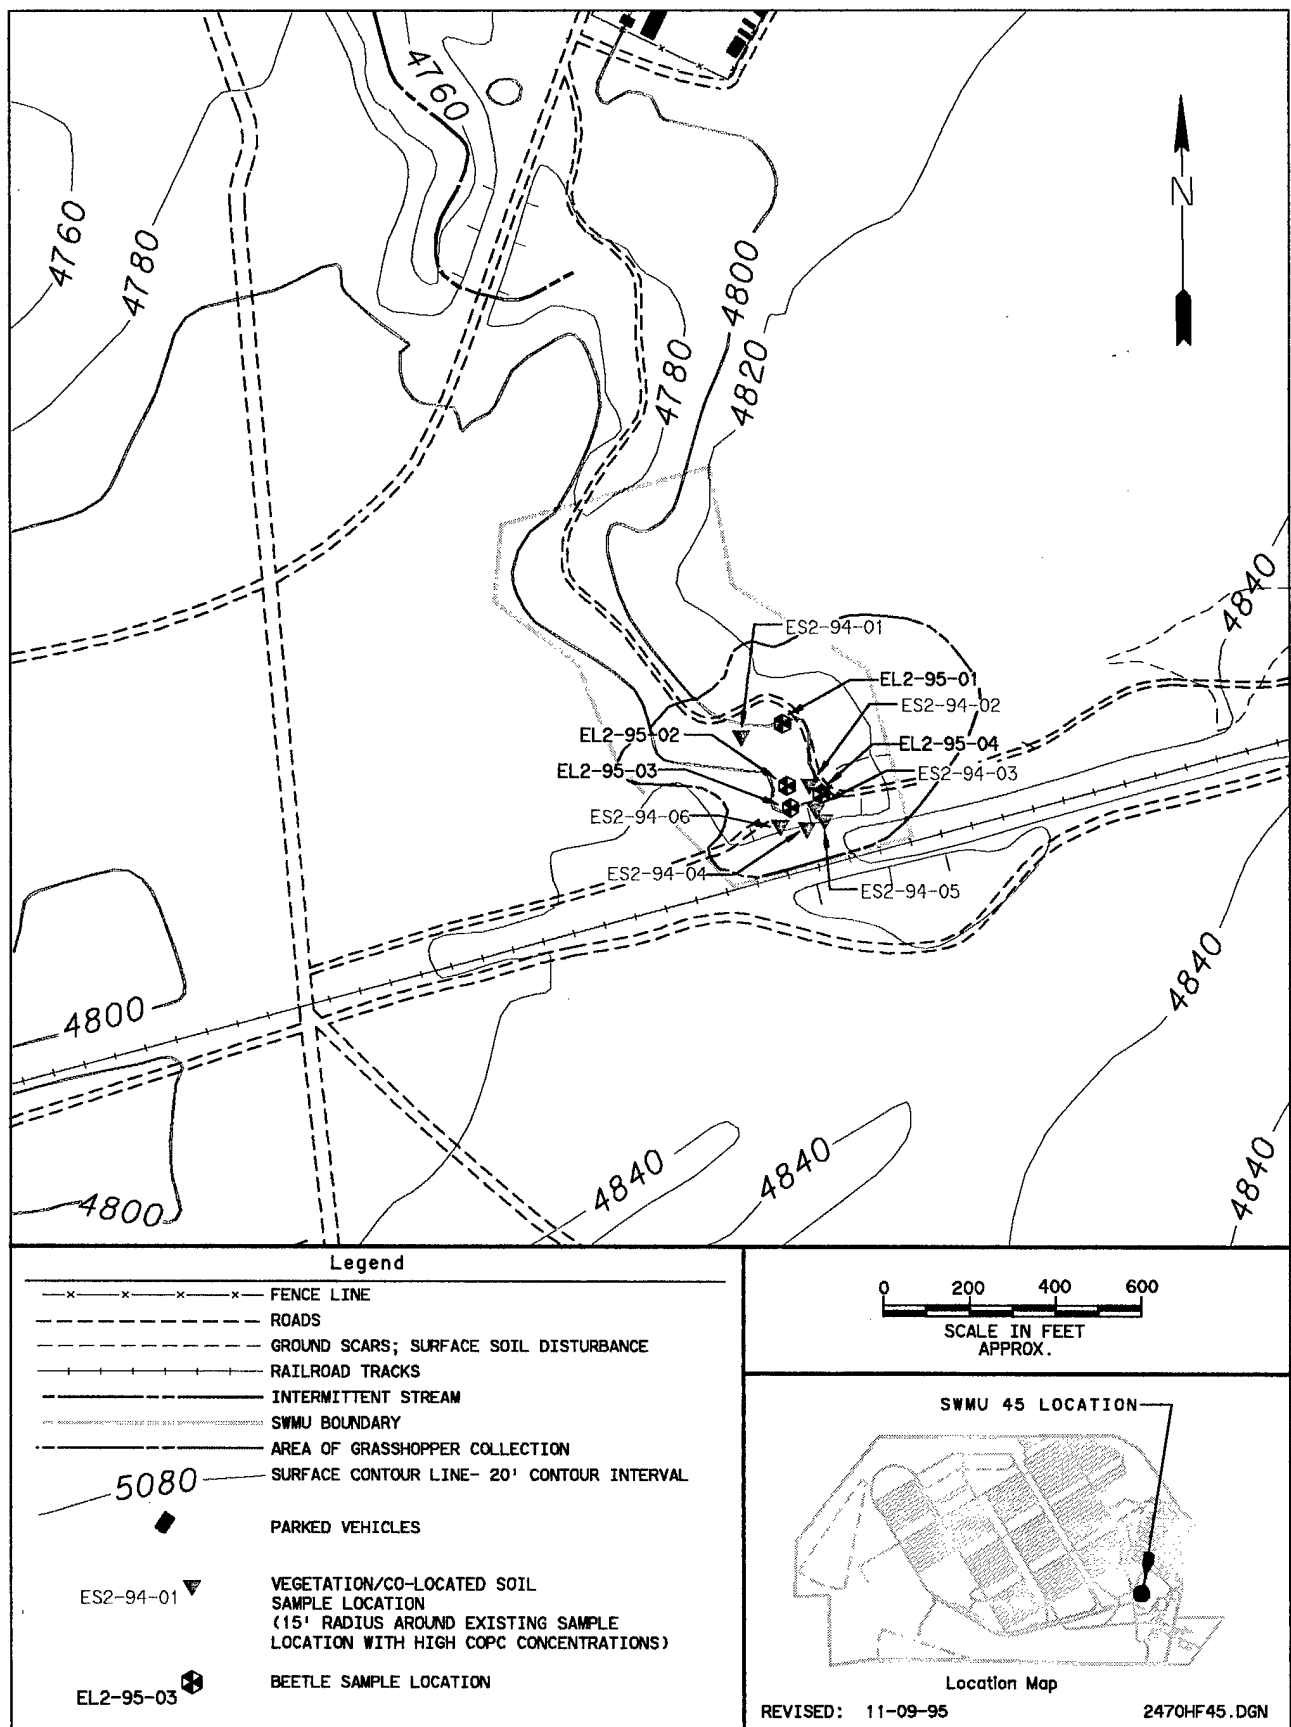 4760
4760
4780
N
4800
4780
4820
4840
ES2-94-01
EL2-95-01
ES2-94-02
EL2-95-02
EL2-95-04
EL2-95-03
ES2-94-03
ES2-94-06
ES2-94-04
ES2-94-05
4840
4800
4840
4840
4840
4800
Legend
FENCE LINE
ROADS
GROUND SCARS; SURFACE SOIL DISTURBANCE
RAILROAD TRACKS
INTERMITTENT STREAM
SWMU BOUNDARY
AREA OF GRASSHOPPER COLLECTION
5080 SURFACE CONTOUR LINE- 20' CONTOUR INTERVAL
PARKED VEHICLES
ES2-94-01 VEGETATION/CO-LOCATED SOIL
SAMPLE LOCATION
(15' RADIUS AROUND EXISTING SAMPLE
LOCATION WITH HIGH COPC CONCENTRATIONS)
EL2-95-03 BEETLE SAMPLE LOCATION
0 200 400 600
SCALE IN FEET
APPROX.
SWMU 45 LOCATION
Location Map
REVISED: 11-09-95 2470HF45.DGN